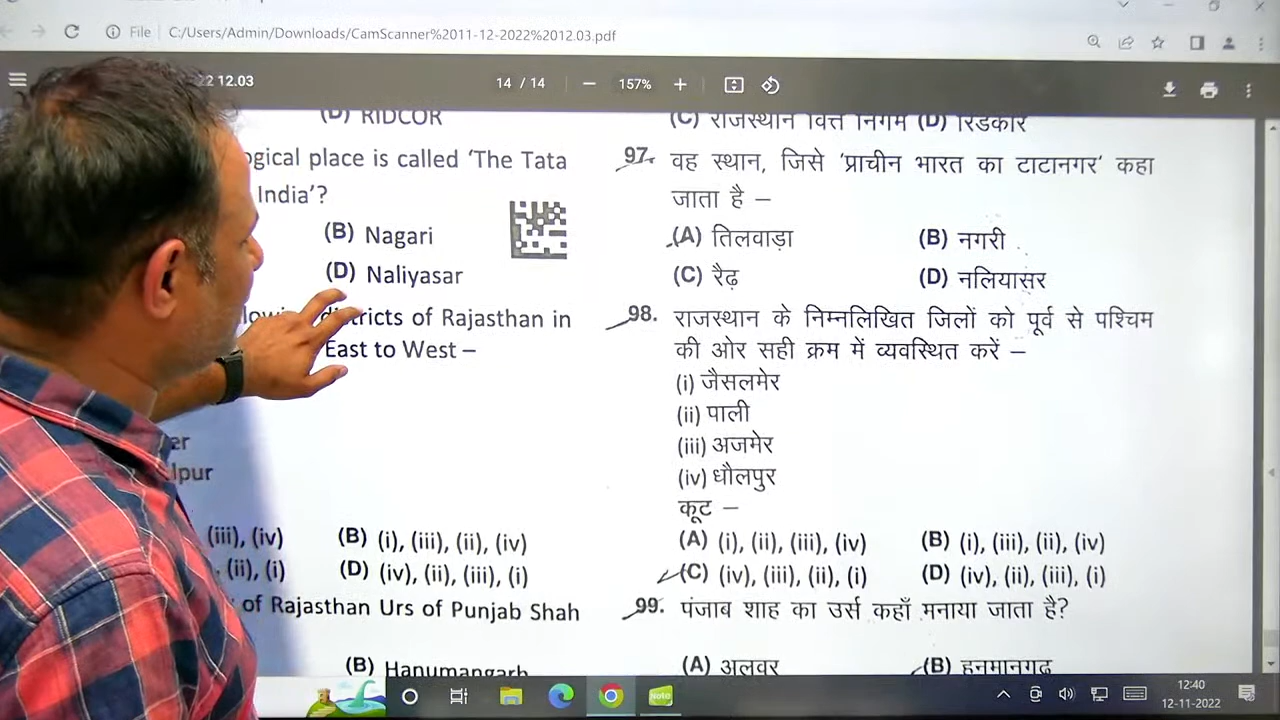 File
C:/Users/Admin/Downloads/CamScanner%2011-12-2022%2012.03.pdf
22 12.03
14 / 14
157%
(D) RIDCOR
ogical place is called 'The Tata
India'?
(B) Nagari
(D) Naliyasar
districts of Rajasthan in
East to West –
er
lpur
(iii), (iv)
(B) (i), (iii), (ii), (iv)
, (ii), (i)
(D) (iv), (ii), (iii), (i)
of Rajasthan Urs of Punjab Shah
(B) Hanumangarh
(C) राजस्थान वित्त निगम (D) रिडकोर
97. वह स्थान, जिसे 'प्राचीन भारत का टाटानगर' कहा
जाता है –
(A) तिलवाड़ा
(B) नगरी
(C) रैढ़
(D) नलियासर
98. राजस्थान के निम्नलिखित जिलों को पूर्व से पश्चिम
की ओर सही क्रम में व्यवस्थित करें –
(i) जैसलमेर
(ii) पाली
(iii) अजमेर
(iv) धौलपुर
कूट –
(A) (i), (ii), (iii), (iv)
(B) (i), (iii), (ii), (iv)
(C) (iv), (iii), (ii), (i)
(D) (iv), (ii), (iii), (i)
99. पंजाब शाह का उर्स कहाँ मनाया जाता है?
(A) अलवर
(B) हनुमानगढ़
Note
12:40
12-11-2022